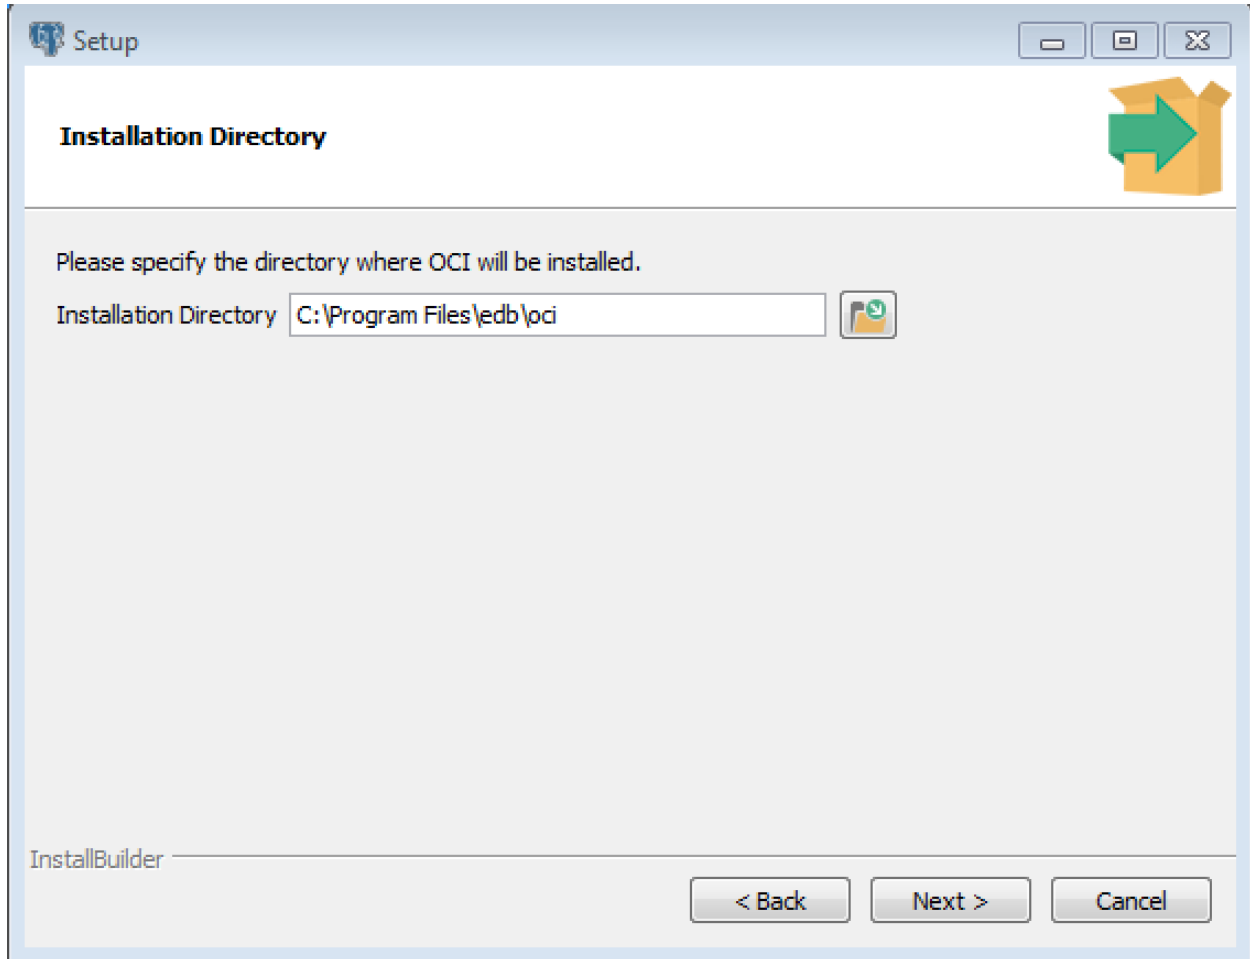 Setup
Installation Directory
Please specify the directory where OCI will be installed.
Installation Directory C:\Program Files\edb\oci
InstallBuilder
< Back Next > Cancel